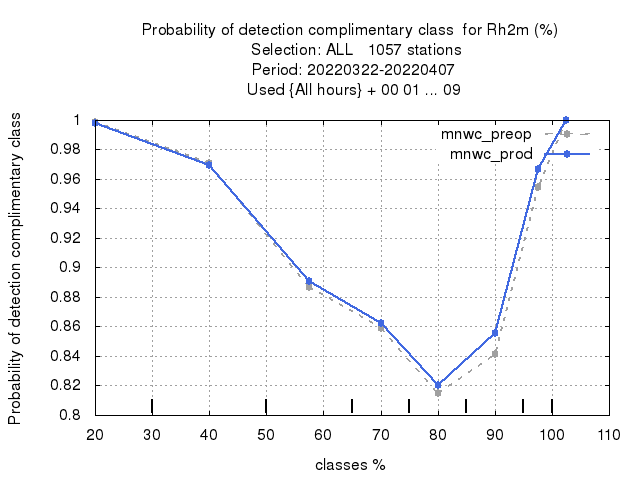 Probability of detection complimentary class  for Rh2m (%)
Selection: ALL   1057 stations
Period: 20220322-20220407
Used {All hours} + 00 01 ... 09
Probability of detection complimentary class
1
0.98
0.96
0.94
0.92
0.9
0.88
0.86
0.84
0.82
0.8
mnwc_preop
mnwc_prod
20 30 40 50 60 70 80 90 100 110
classes %